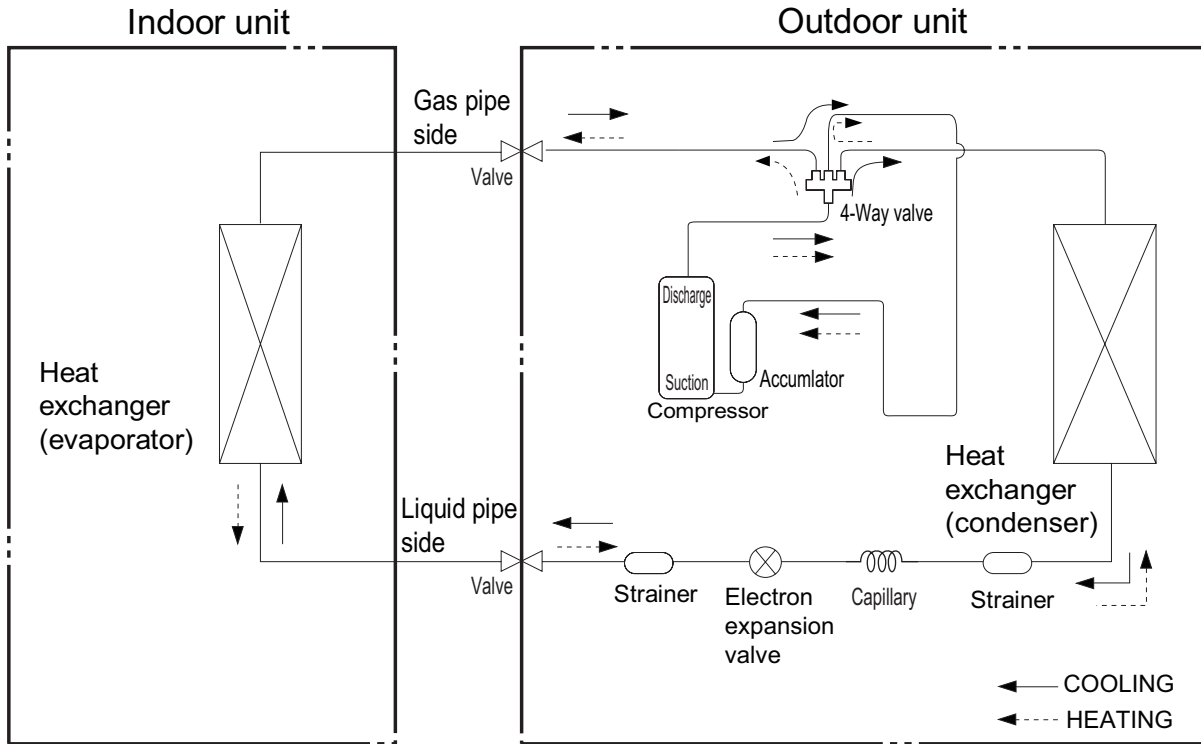 Indoor unit
Outdoor unit
Gas pipe
side
Valve
4-Way valve
Discharge
Suction
Accumlator
Compressor
Heat
exchanger
(evaporator)
Heat
exchanger
(condenser)
Liquid pipe
side
Valve
Strainer
Electron
expansion
valve
Capillary
Strainer
COOLING
HEATING